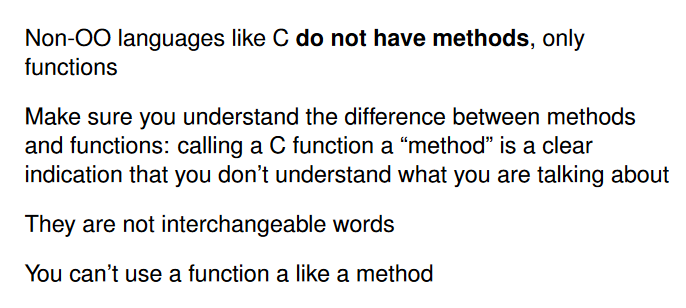 Non-OO languages like C do not have methods, only
functions
Make sure you understand the difference between methods
and functions: calling a C function a “method” is a clear
indication that you don’t understand what you are talking about
They are not interchangeable words
You can’t use a function a like a method